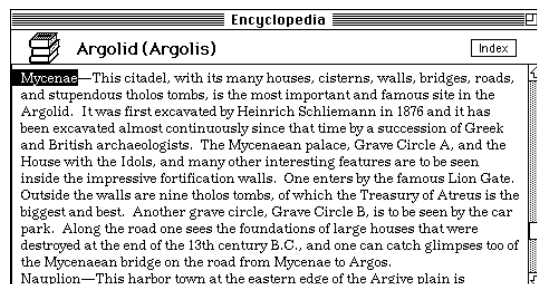 Encyclopedia
Argolid (Argolis)
Index
Mycenae—This citadel, with its many houses, cisterns, walls, bridges, roads,
and stupendous tholos tombs, is the most important and famous site in the
Argolid.  It was first excavated by Heinrich Schliemann in 1876 and it has
been excavated almost continuously since that time by a succession of Greek
and British archaeologists.  The Mycenaean palace, Grave Circle A, and the
House with the Idols, and many other interesting features are to be seen
inside the impressive fortification walls.  One enters by the famous Lion Gate.
Outside the walls are nine tholos tombs, of which the Treasury of Atreus is the
biggest and best.  Another grave circle, Grave Circle B, is to be seen by the car
park.  Along the road one sees the foundations of large houses that were
destroyed at the end of the 13th century B.C., and one can catch glimpses too of
the Mycenaean bridge on the road from Mycenae to Argos.
Nauplion—This harbor town at the eastern edge of the Argive plain is